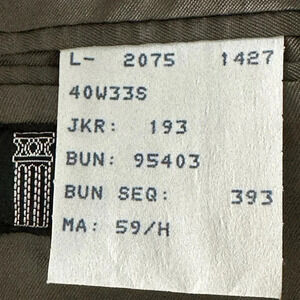 L- 2075 1427
40W33S
JKR: 193
BUN: 95403
BUN SEQ: 393
MA: 59/H